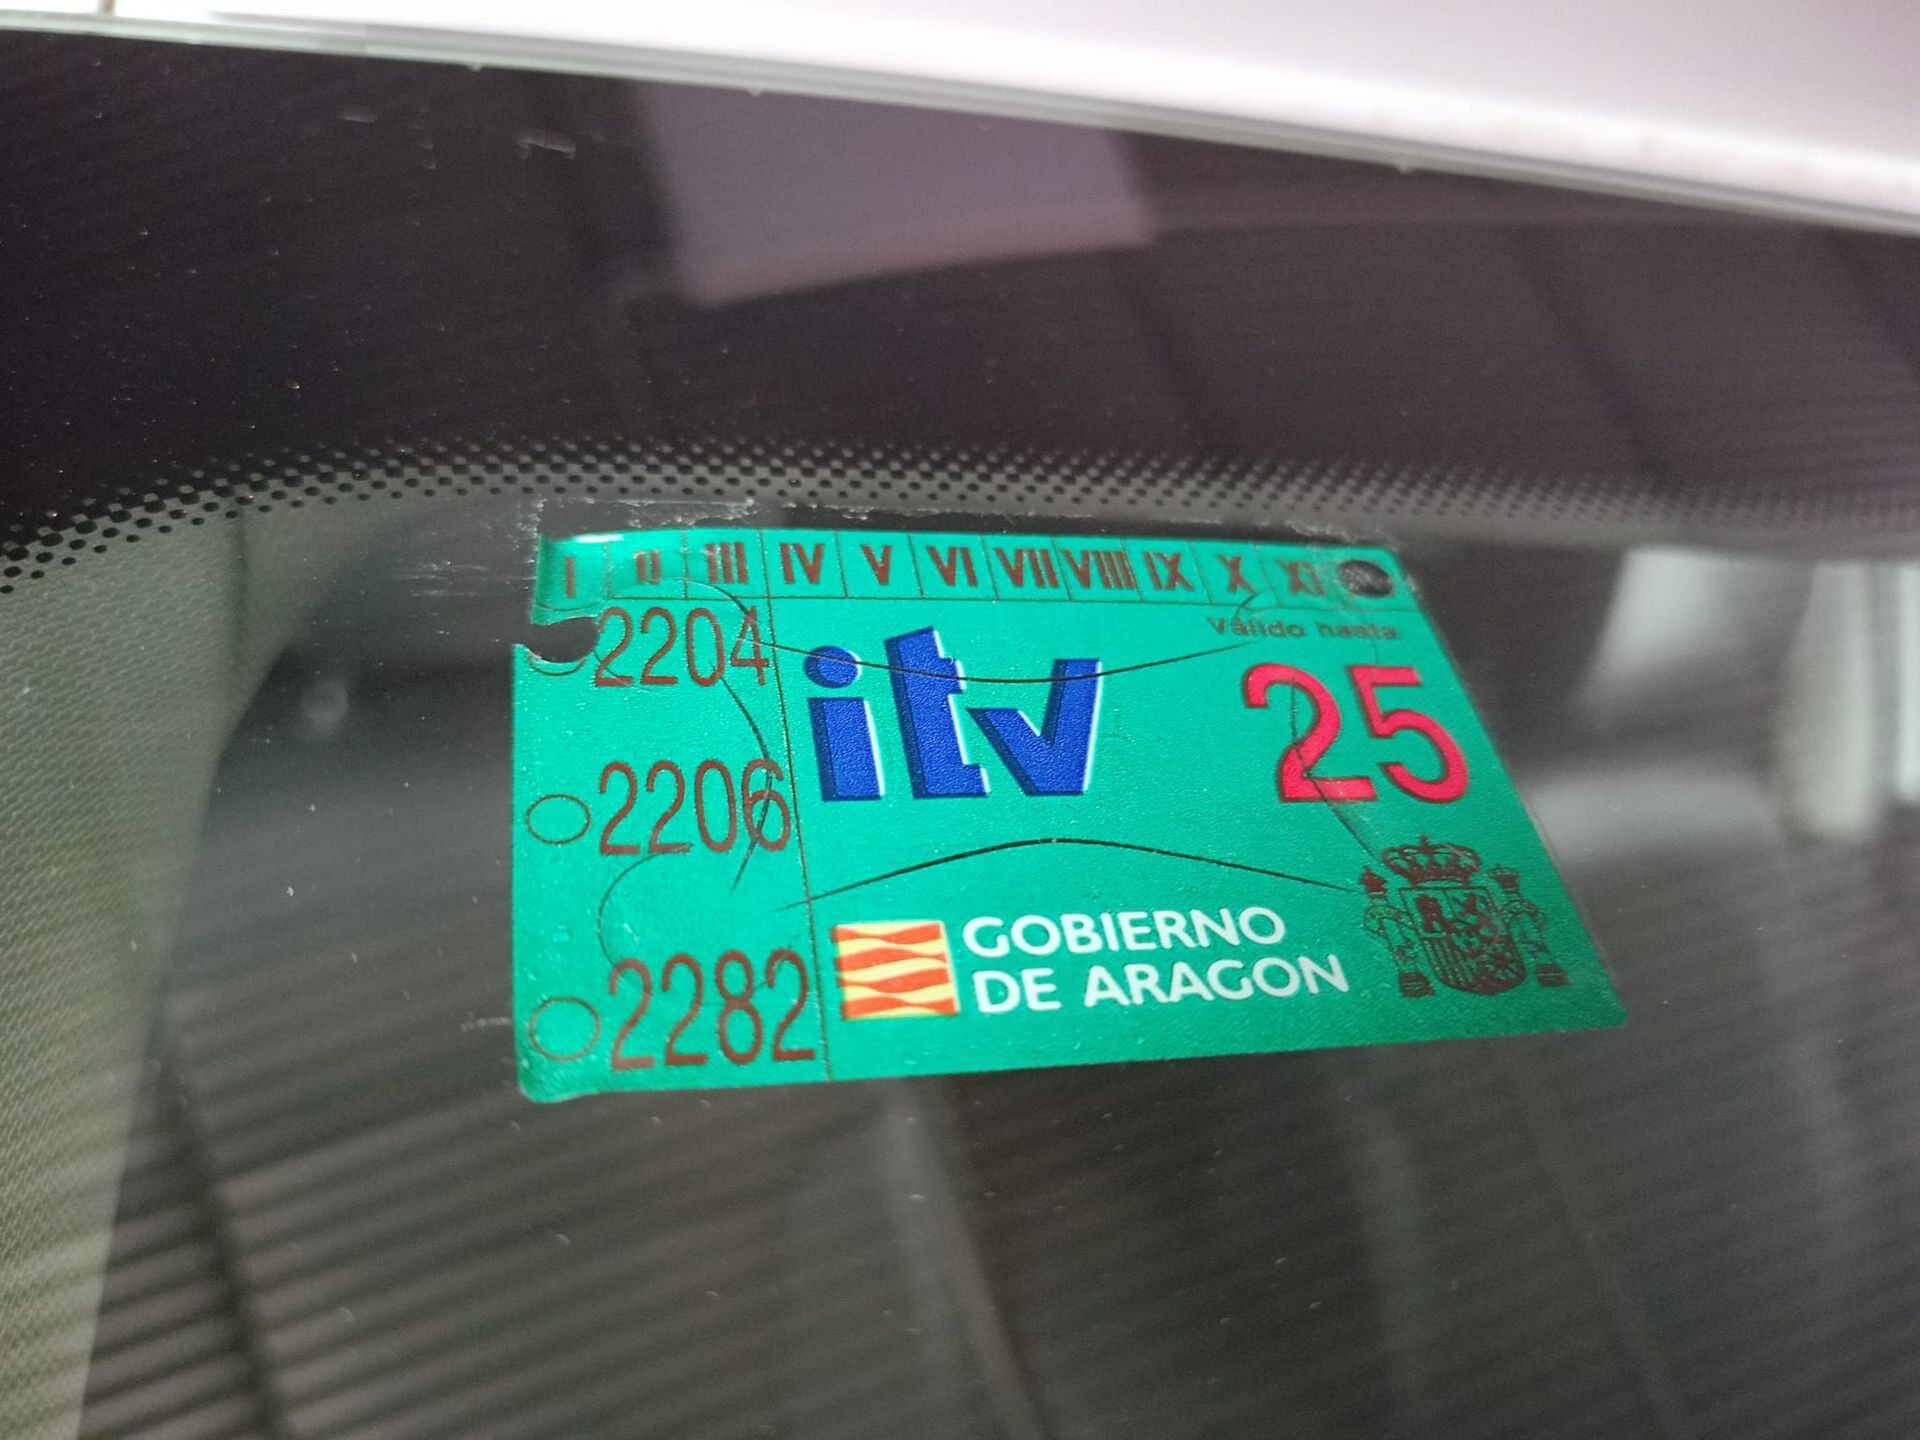 I II III IV V VI VII VIII IX X XI
Válido hasta
2204
itv 25
2206
GOBIERNO
DE ARAGON
2282